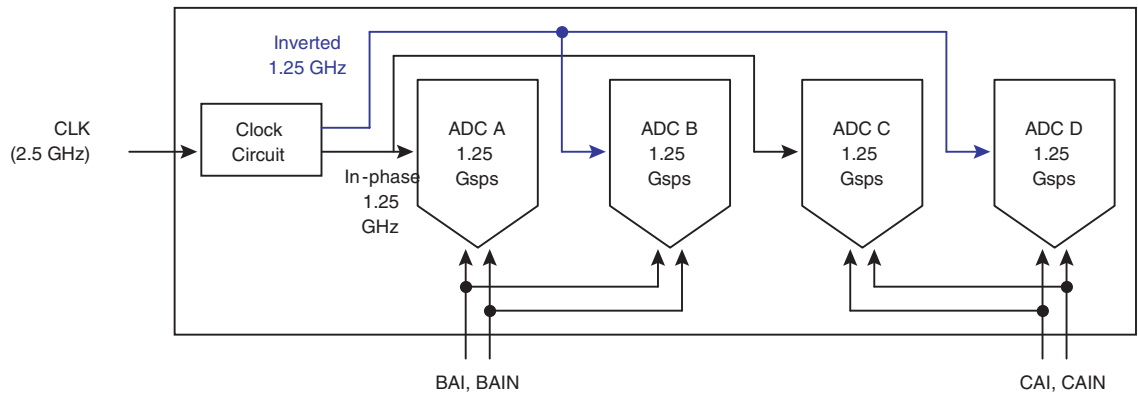 Inverted
1.25 GHz
CLK
(2.5 GHz)
Clock
Circuit
In-phase
1.25
GHz
ADC A
1.25
Gsps
ADC B
1.25
Gsps
ADC C
1.25
Gsps
ADC D
1.25
Gsps
BAI, BAIN
CAI, CAIN